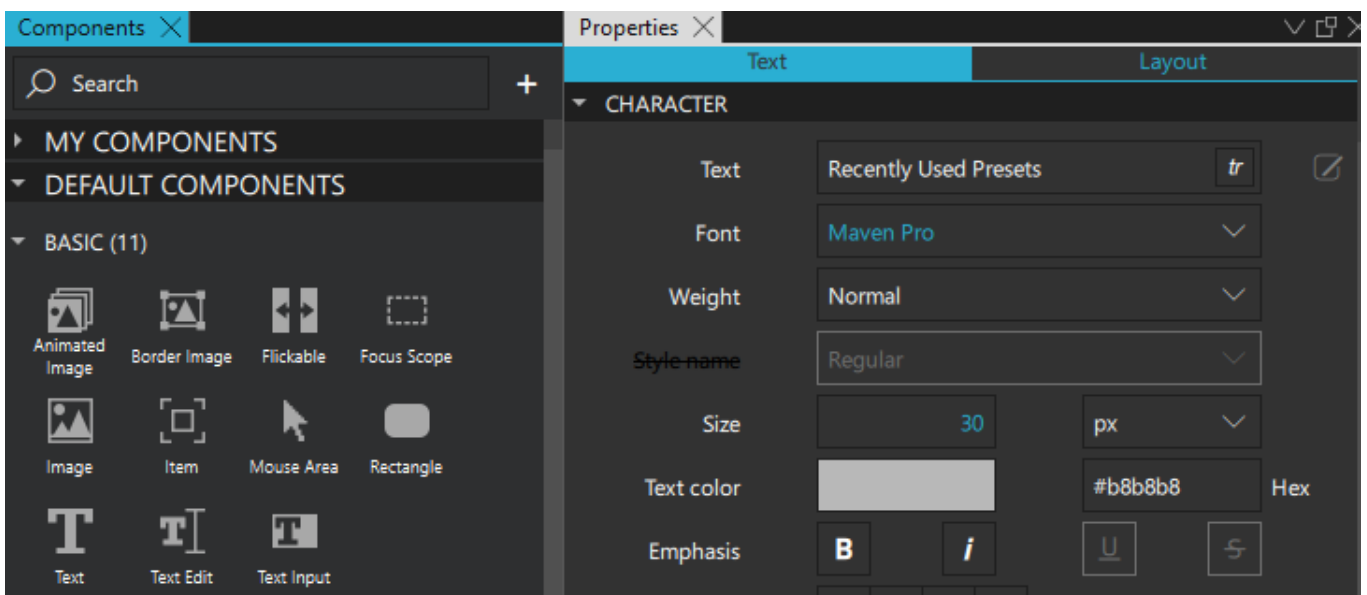 Components
Search
MY COMPONENTS
DEFAULT COMPONENTS
BASIC (11)
Animated Image
Border Image
Flickable
Focus Scope
Image
Item
Mouse Area
Rectangle
Text
Text Edit
Text Input
Properties
Text
Layout
CHARACTER
Text
Recently Used Presets
tr
Font
Maven Pro
Weight
Normal
Style name
Regular
Size
30
px
Text color
#b8b8b8
Hex
Emphasis
B
i
U
S